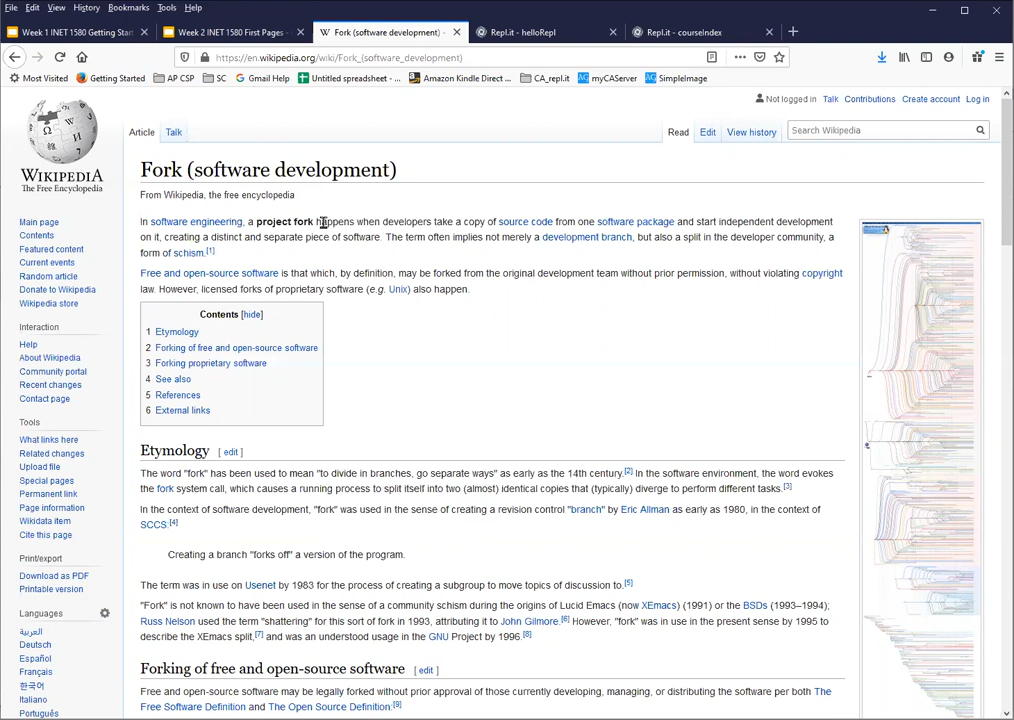 File Edit View History Bookmarks Tools Help
Week 1 INET 1580 Getting Star
Week 2 INET 1580 First Pages -
Fork (software development) -
Repl.it - helloRepl
Repl.it - courseIndex
https://en.wikipedia.org/wiki/Fork_(software_development)
Most Visited Getting Started AP CSP SC Gmail Help Untitled spreadsheet - ... Amazon Kindle Direct ... CA_repl.it myCAServer SimpleImage
Not logged in Talk Contributions Create account Log in
Article Talk Read Edit View history Search Wikipedia
WIKIPEDIA
The Free Encyclopedia
Main page
Contents
Featured content
Current events
Random article
Donate to Wikipedia
Wikipedia store
Interaction
Help
About Wikipedia
Community portal
Recent changes
Contact page
Tools
What links here
Related changes
Upload file
Special pages
Permanent link
Page information
Wikidata item
Cite this page
Print/export
Download as PDF
Printable version
Languages
العربية
Deutsch
Español
Français
한국어
Italiano
Português
Fork (software development)
From Wikipedia, the free encyclopedia
In software engineering, a project fork happens when developers take a copy of source code from one software package and start independent development
on it, creating a distinct and separate piece of software. The term often implies not merely a development branch, but also a split in the developer community, a
form of schism.[1]
Free and open-source software is that which, by definition, may be forked from the original development team without prior permission, without violating copyright
law. However, licensed forks of proprietary software (e.g. Unix) also happen.
Contents [hide]
1 Etymology
2 Forking of free and open-source software
3 Forking proprietary software
4 See also
5 References
6 External links
Etymology [ edit ]
The word "fork" has been used to mean "to divide in branches, go separate ways" as early as the 14th century.[2] In the software environment, the word evokes
the fork system call, which causes a running process to split itself into two (almost) identical copies that (typically) diverge to perform different tasks.[3]
In the context of software development, "fork" was used in the sense of creating a revision control "branch" by Eric Allman as early as 1980, in the context of
SCCS:[4]
Creating a branch "forks off" a version of the program.
The term was in use on Usenet by 1983 for the process of creating a subgroup to move topics of discussion to.[5]
"Fork" is not known to have been used in the sense of a community schism during the origins of Lucid Emacs (now XEmacs) (1991) or the BSDs (1993–1994);
Russ Nelson used the term "shattering" for this sort of fork in 1993, attributing it to John Gilmore.[6] However, "fork" was in use in the present sense by 1995 to
describe the XEmacs split,[7] and was an understood usage in the GNU Project by 1996.[8]
Forking of free and open-source software [ edit ]
Free and open-source software may be legally forked without prior approval of those currently developing, managing, or distributing the software per both The
Free Software Definition and The Open Source Definition:[9]